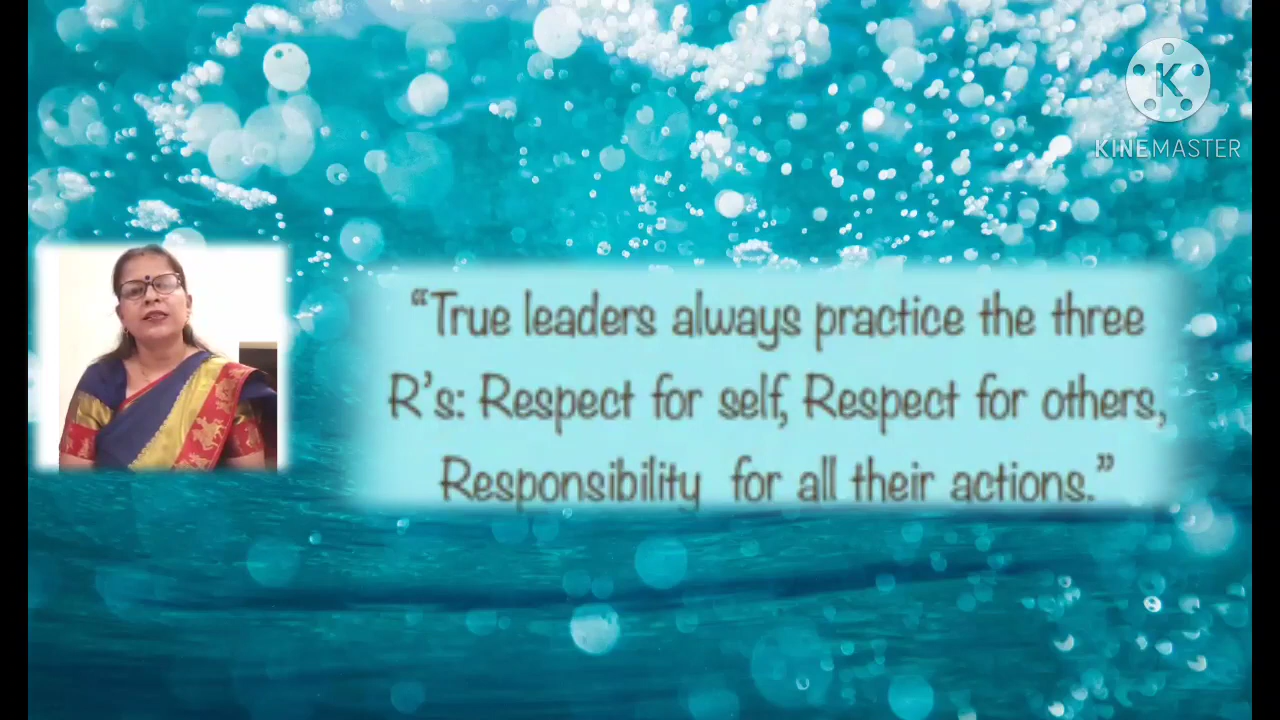 K
KINEMASTER
“True leaders always practice the three
R’s: Respect for self, Respect for others,
Responsibility for all their actions.”